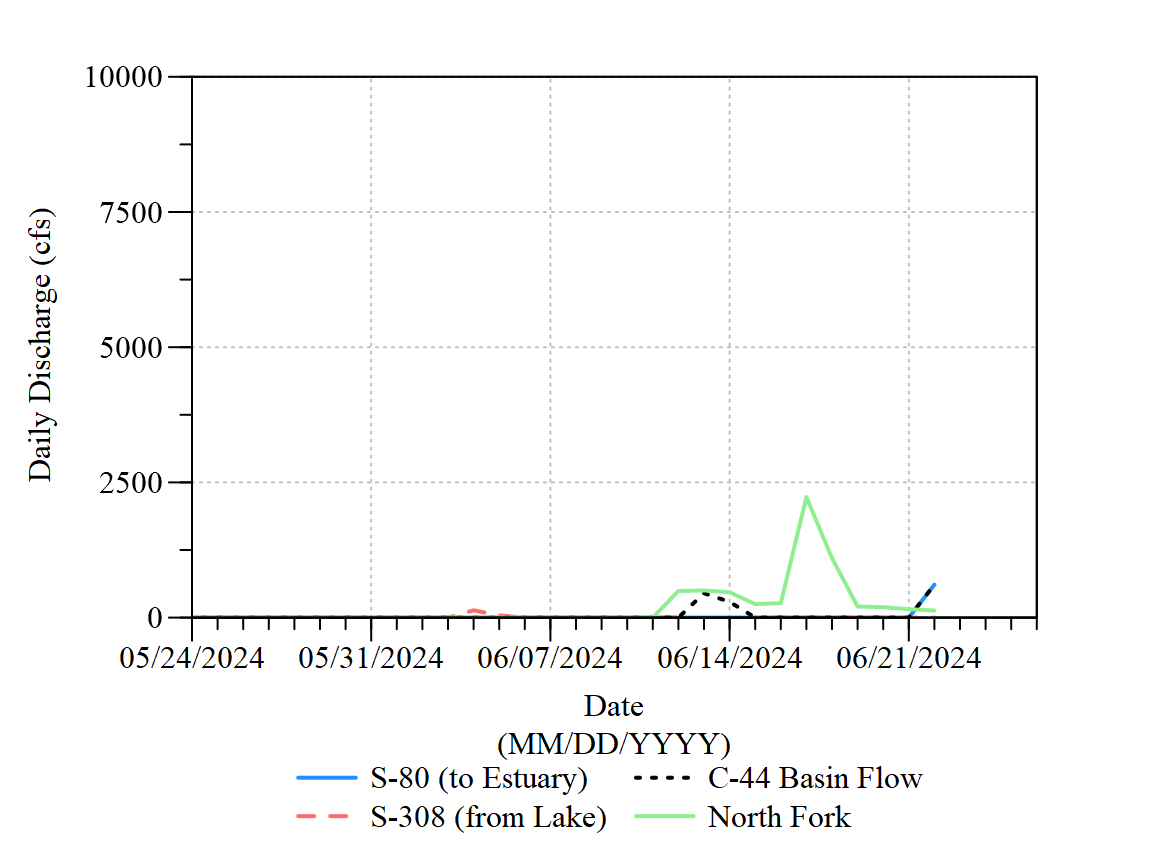 10000
7500
5000
2500
0
Daily Discharge (cfs)
05/24/2024 05/31/2024 06/07/2024 06/14/2024 06/21/2024
Date
(MM/DD/YYYY)
S-80 (to Estuary) C-44 Basin Flow
S-308 (from Lake) North Fork